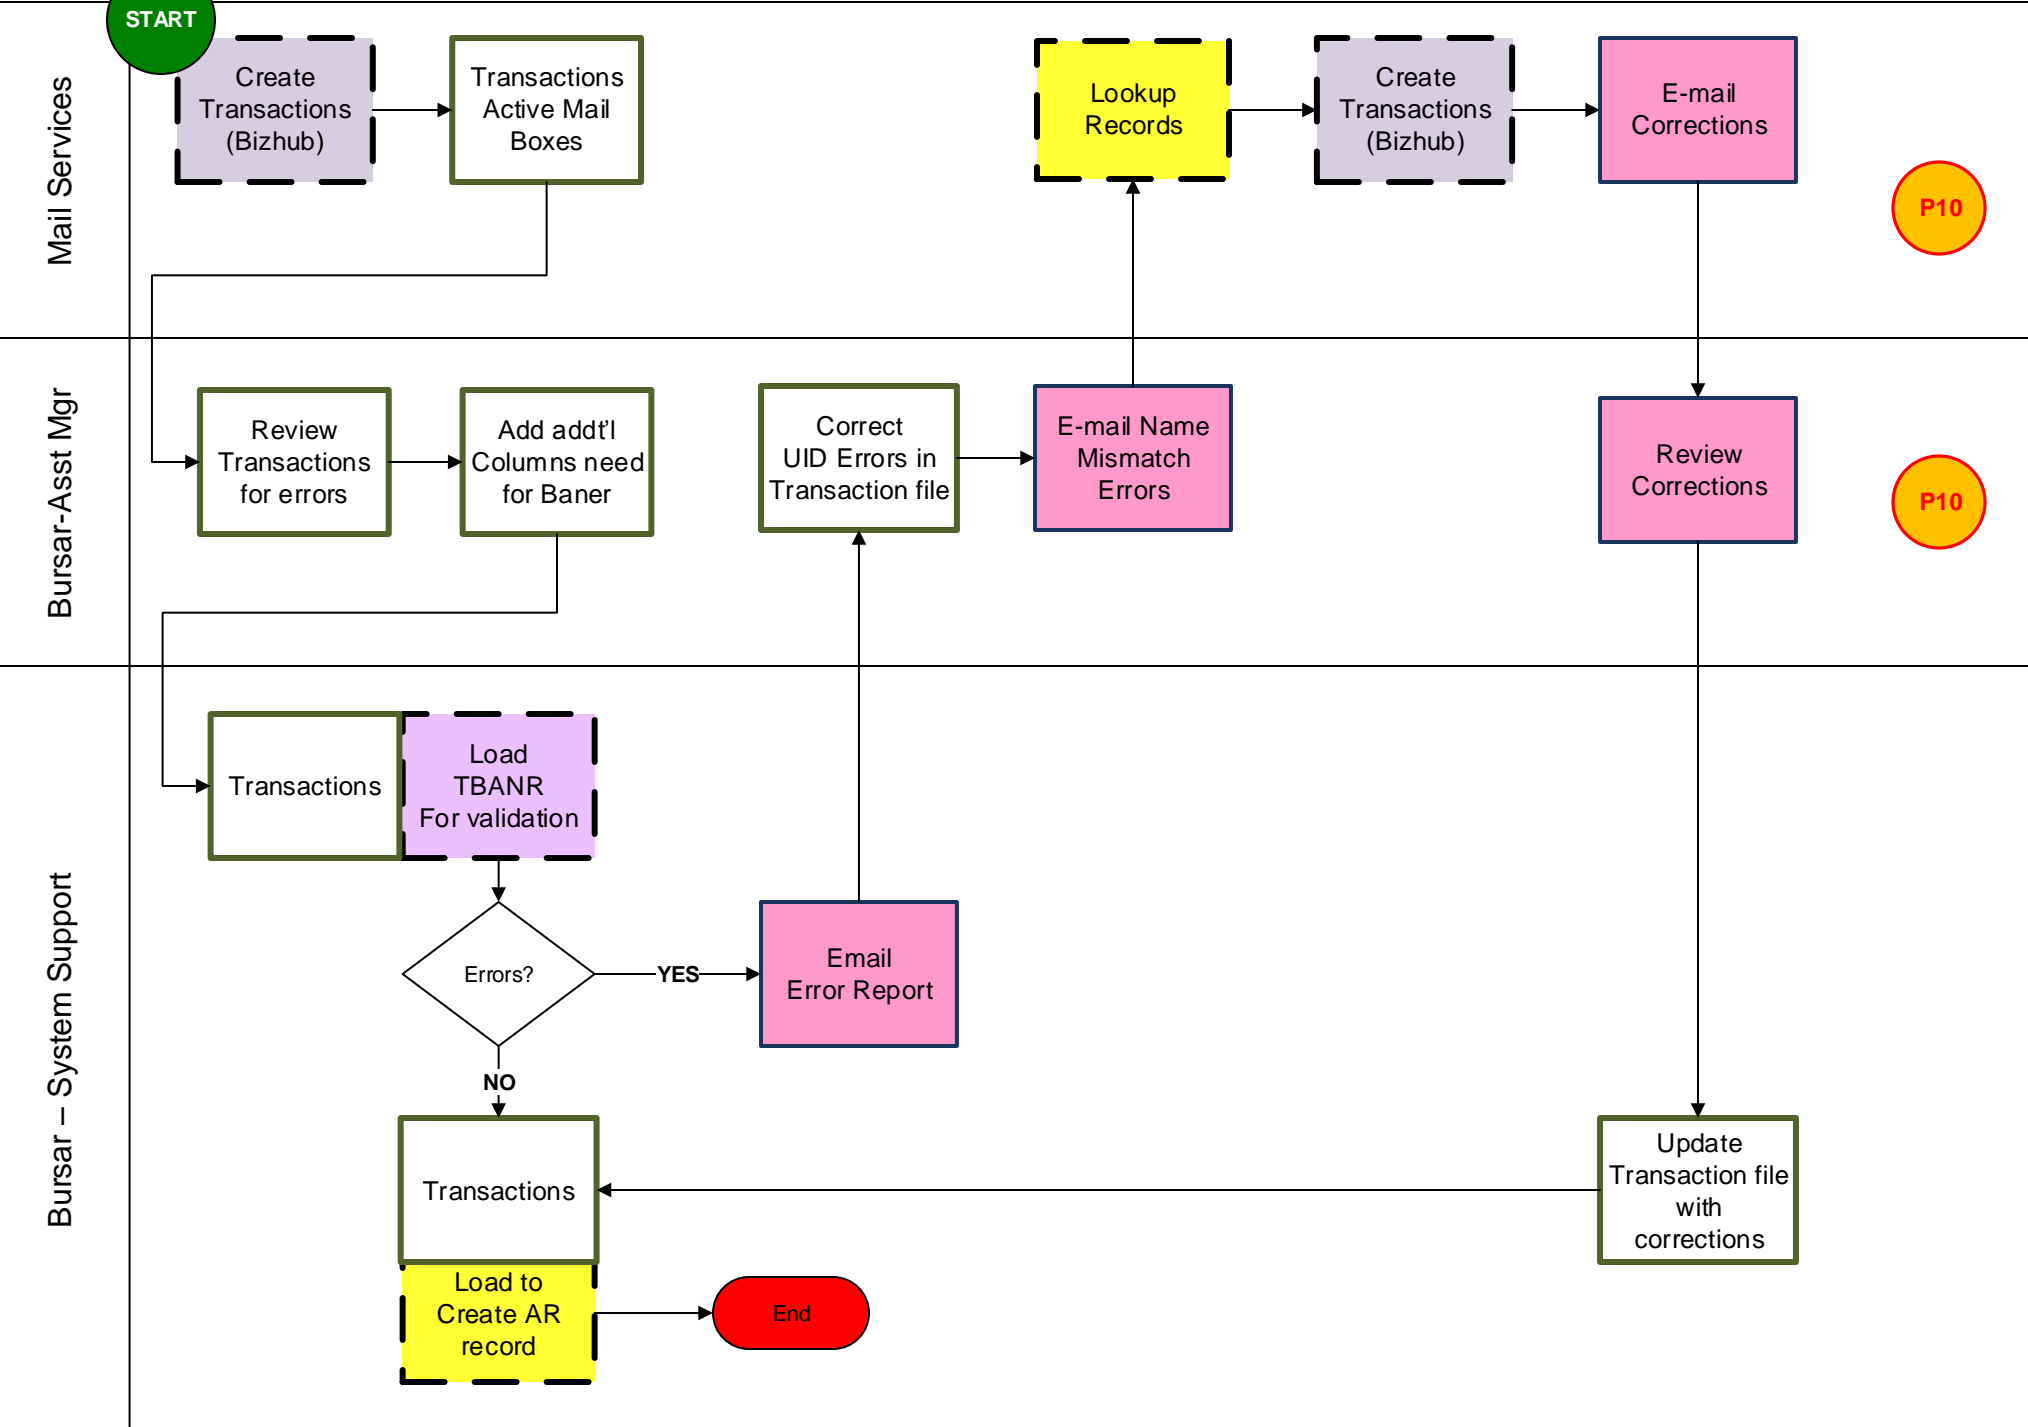 START
Mail Services
Create
Transactions
(Bizhub)
Transactions
Active Mail
Boxes
Lookup
Records
Create
Transactions
(Bizhub)
E-mail
Corrections
P10
Bursar-Asst Mgr
Review
Transactions
for errors
Add addt'l
Columns need
for Baner
Correct
UID Errors in
Transaction file
E-mail Name
Mismatch
Errors
Review
Corrections
P10
Bursar – System Support
Transactions
Load
TBANR
For validation
Errors?
YES
Email
Error Report
NO
Transactions
Update
Transaction file
with
corrections
Load to
Create AR
record
End